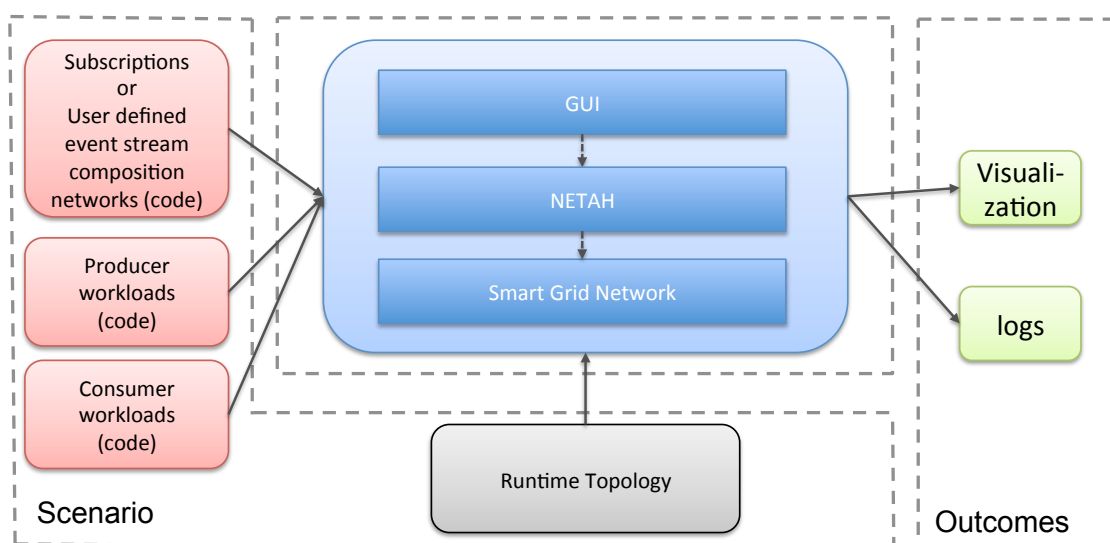 Subscriptions
or
User defined
event stream
composition
networks (code)
Producer
workloads
(code)
Consumer
workloads
(code)
Scenario
GUI
NETAH
Smart Grid Network
Runtime Topology
Visuali-
zation
logs
Outcomes